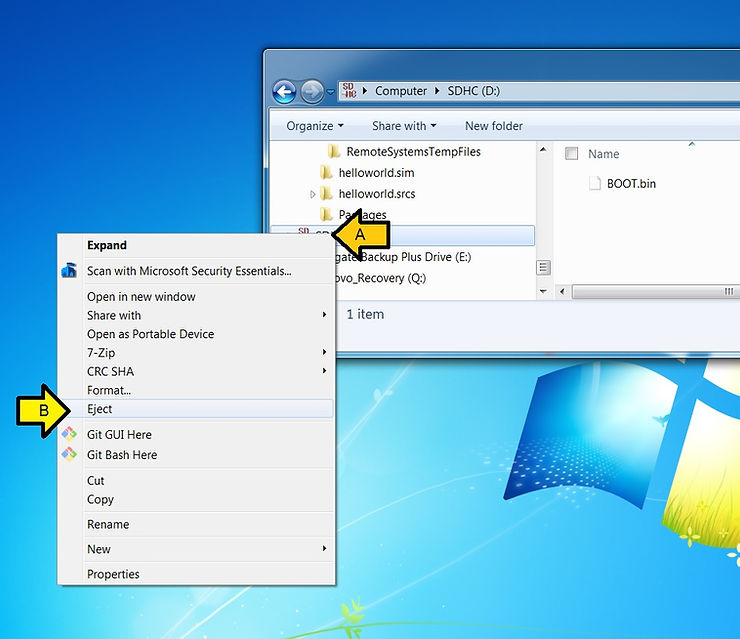 SD HC Computer SDHC (D:)
Organize Share with New folder
RemoteSystemsTempFiles
helloworld.sim
helloworld.srcs
Packages
SD
A
gate Backup Plus Drive (E:)
ovo_Recovery (Q:)
Name
BOOT.bin
1 item
Expand
Scan with Microsoft Security Essentials...
Open in new window
Share with
Open as Portable Device
7-Zip
CRC SHA
Format...
B
Eject
Git GUI Here
Git Bash Here
Cut
Copy
Rename
New
Properties